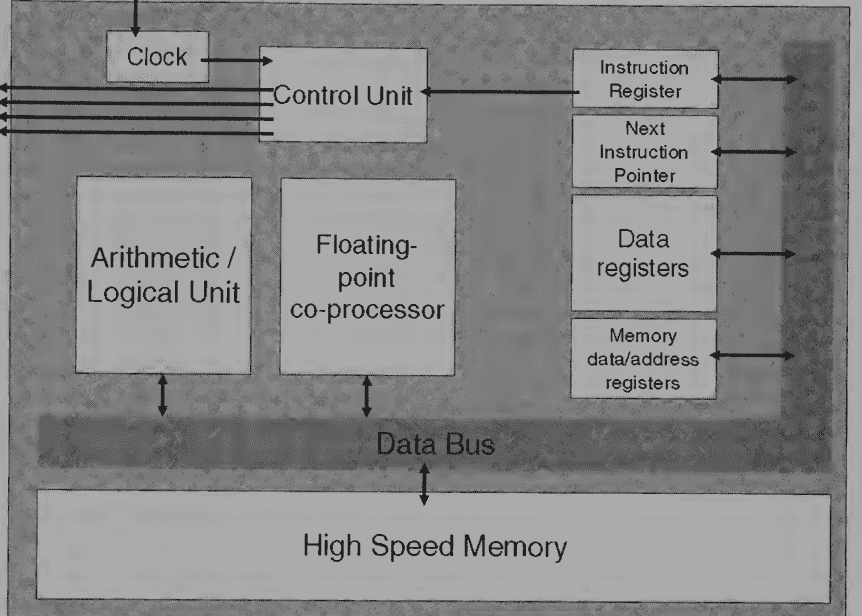 Clock
Control Unit
Instruction
Register
Next
Instruction
Pointer
Arithmetic /
Logical Unit
Floating-
point
co-processor
Data
registers
Memory
data/address
registers
Data Bus
High Speed Memory